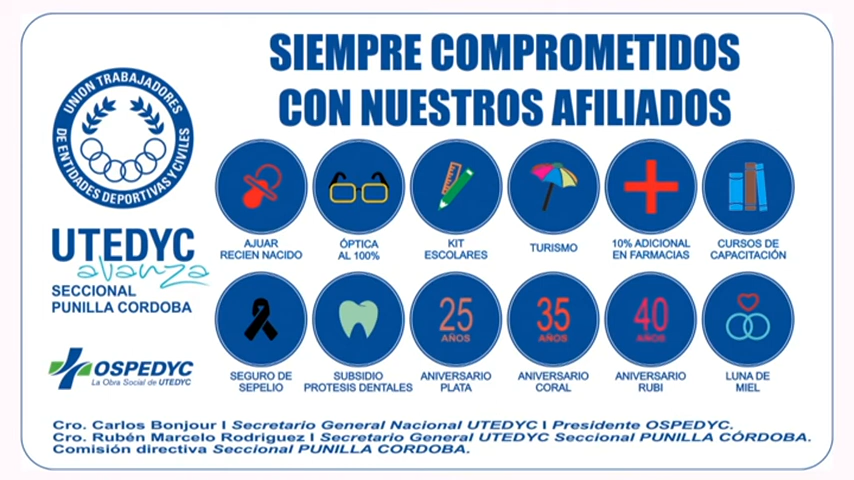 SIEMPRE COMPROMETIDOS
CON NUESTROS AFILIADOS
UNION TRABAJADORES
DE ENTIDADES DEPORTIVAS Y CIVILES
UTEDYC
avanza
SECCIONAL
PUNILLA CORDOBA
OSPEDYC
La Obra Social de UTEDYC
AJUAR
RECIEN NACIDO
ÓPTICA
AL 100%
KIT
ESCOLARES
TURISMO
10% ADICIONAL
EN FARMACIAS
CURSOS DE
CAPACITACIÓN
SEGURO DE
SEPELIO
SUBSIDIO
PROTESIS DENTALES
25
AÑOS
ANIVERSARIO
PLATA
35
AÑOS
ANIVERSARIO
CORAL
40
AÑOS
ANIVERSARIO
RUBI
LUNA DE
MIEL
Cro. Carlos Bonjour I Secretario General Nacional UTEDYC I Presidente OSPEDYC.
Cro. Rubén Marcelo Rodriguez I Secretario General UTEDYC Seccional PUNILLA CÓRDOBA.
Comisión directiva Seccional PUNILLA CORDOBA.